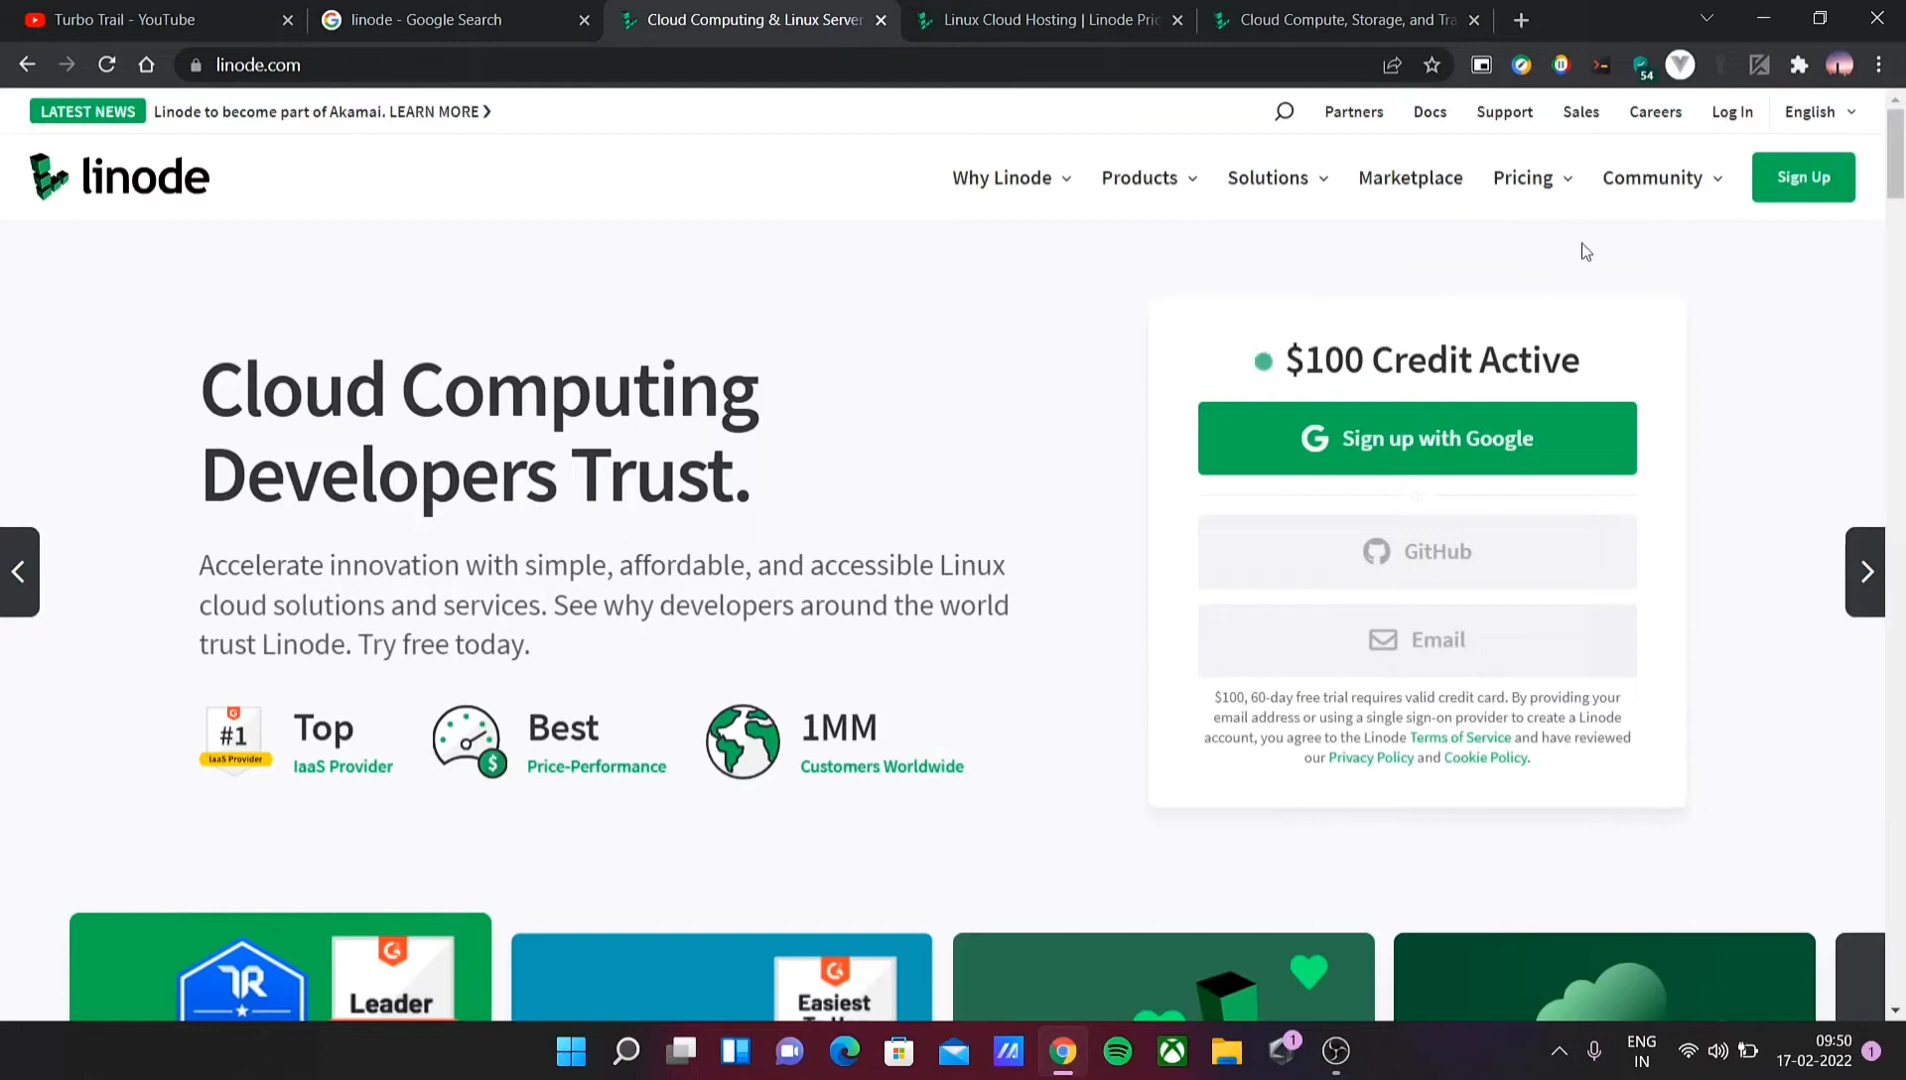 Turbo Trail - YouTube
linode - Google Search
Cloud Computing & Linux Server
Linux Cloud Hosting | Linode Pric
Cloud Compute, Storage, and Tra
linode.com
54
LATEST NEWS
Linode to become part of Akamai. LEARN MORE
Partners
Docs
Support
Sales
Careers
Log In
English
linode
Why Linode
Products
Solutions
Marketplace
Pricing
Community
Sign Up
Cloud Computing
Developers Trust.
Accelerate innovation with simple, affordable, and accessible Linux
cloud solutions and services. See why developers around the world
trust Linode. Try free today.
#1
IaaS Provider
Top
IaaS Provider
$
Best
Price-Performance
1MM
Customers Worldwide
$100 Credit Active
G Sign up with Google
or
GitHub
Email
$100, 60-day free trial requires valid credit card. By providing your
email address or using a single sign-on provider to create a Linode
account, you agree to the Linode Terms of Service and have reviewed
our Privacy Policy and Cookie Policy.
TR
Leader
Easiest
1
ENG
IN
09:50
17-02-2022
1